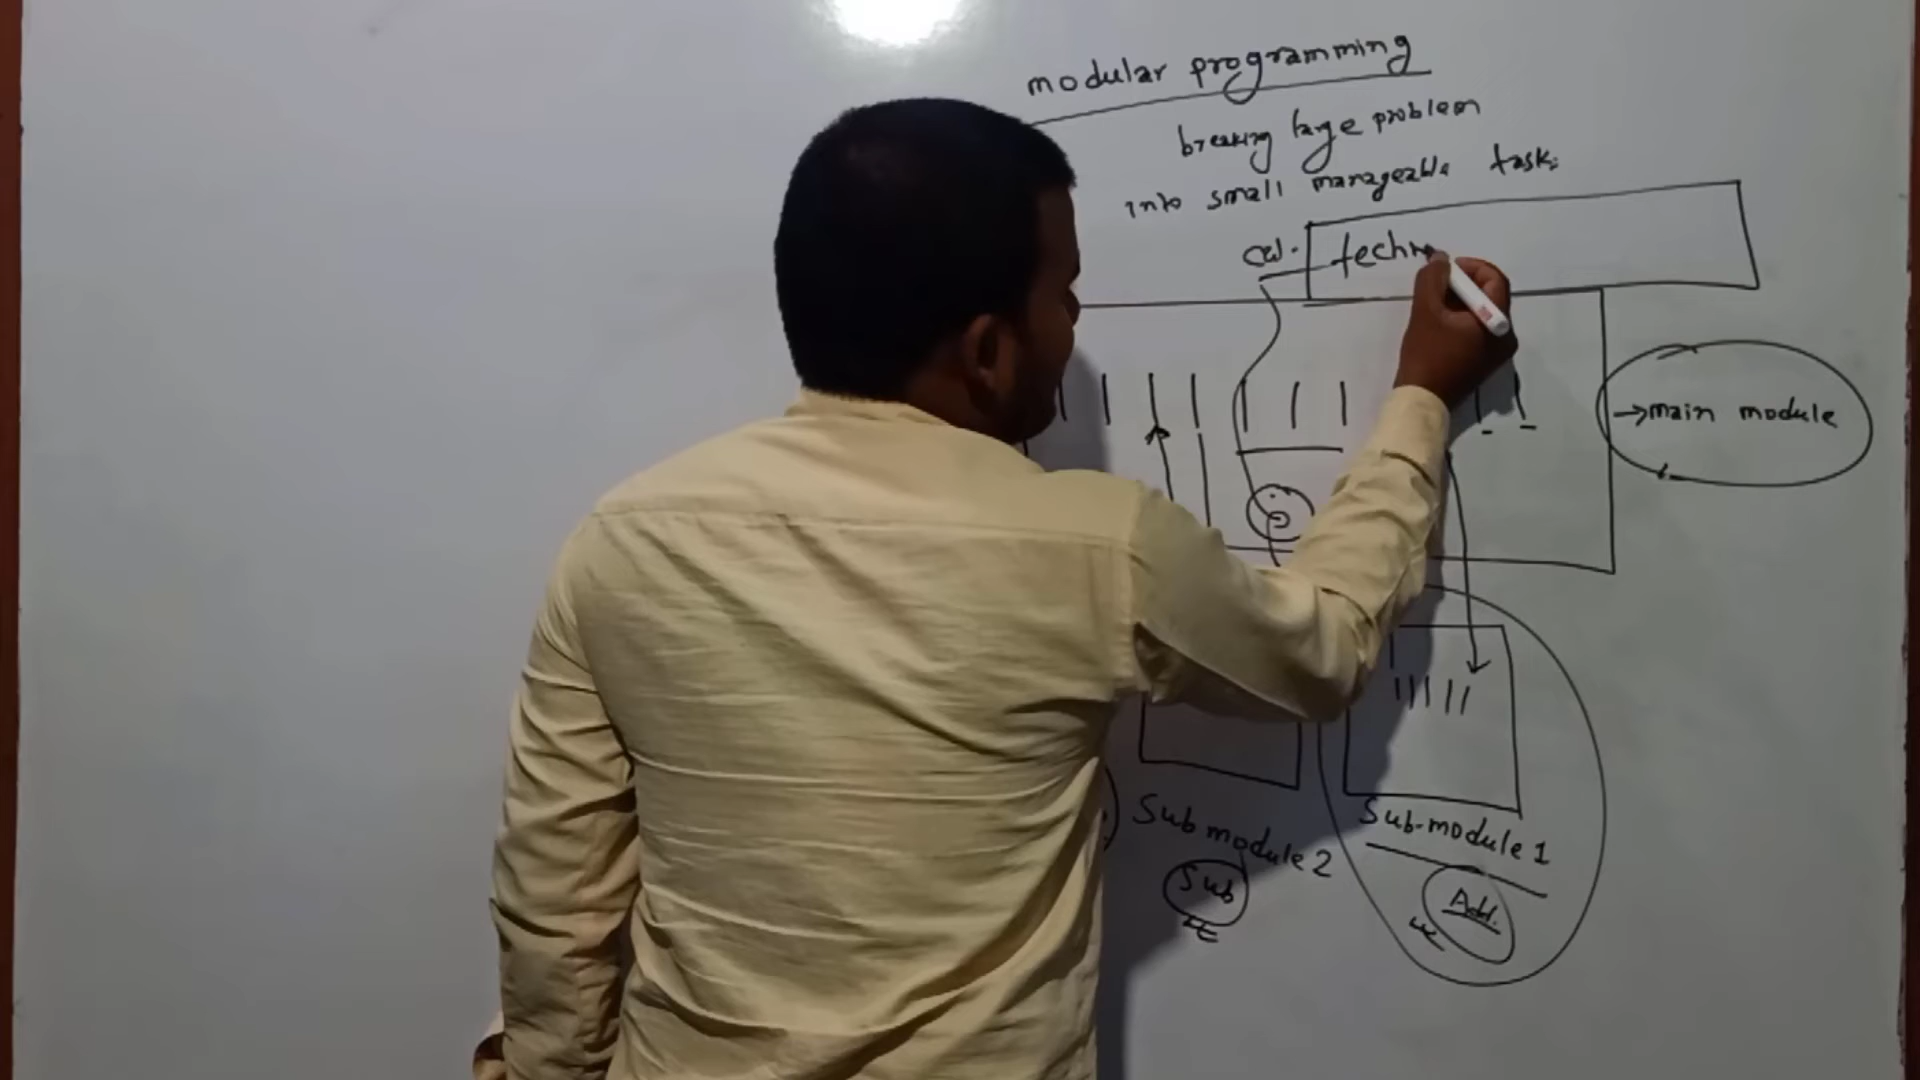 modular programming
breaking large problem
into small manageable tasks
cal. techn
→main module
Sub module 2
Sub-module 1
Sub
Add.